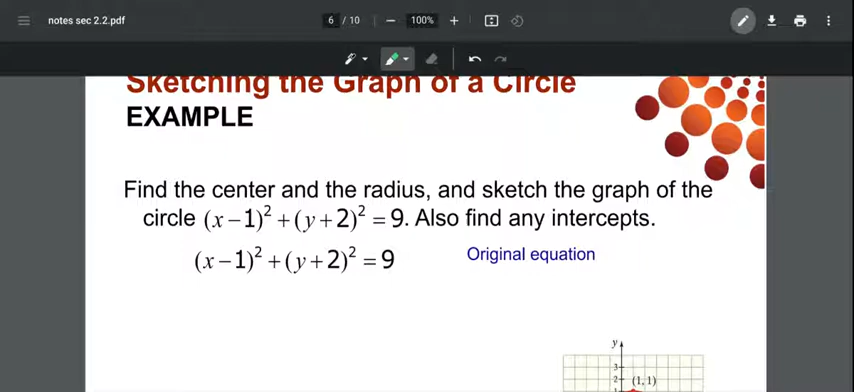 notes sec 2.2.pdf
6 / 10
100%
Sketching the Graph of a Circle
EXAMPLE
Find the center and the radius, and sketch the graph of the
circle (x – 1)² + (y + 2)² = 9. Also find any intercepts.
(x – 1)² + (y + 2)² = 9
Original equation
y
3
2
(1, 1)